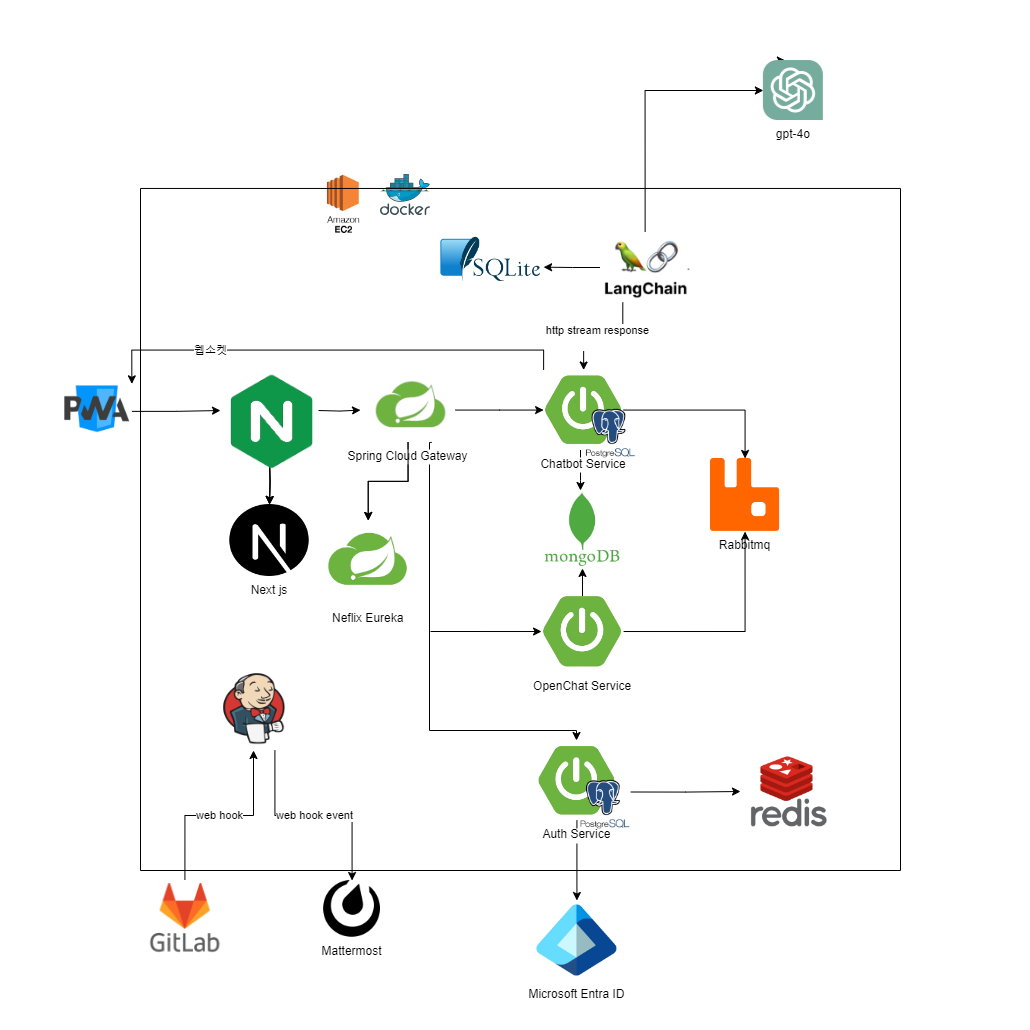 gpt-4o
Amazon
EC2
docker
SQLite
LangChain
http stream response
웹소켓
PWA
N
Spring Cloud Gateway
PostgreSQL
Chatbot Service
mongoDB
Rabbitmq
N
Next js
Neflix Eureka
OpenChat Service
web hook
web hook event
PostgreSQL
Auth Service
redis
GitLab
Mattermost
Microsoft Entra ID